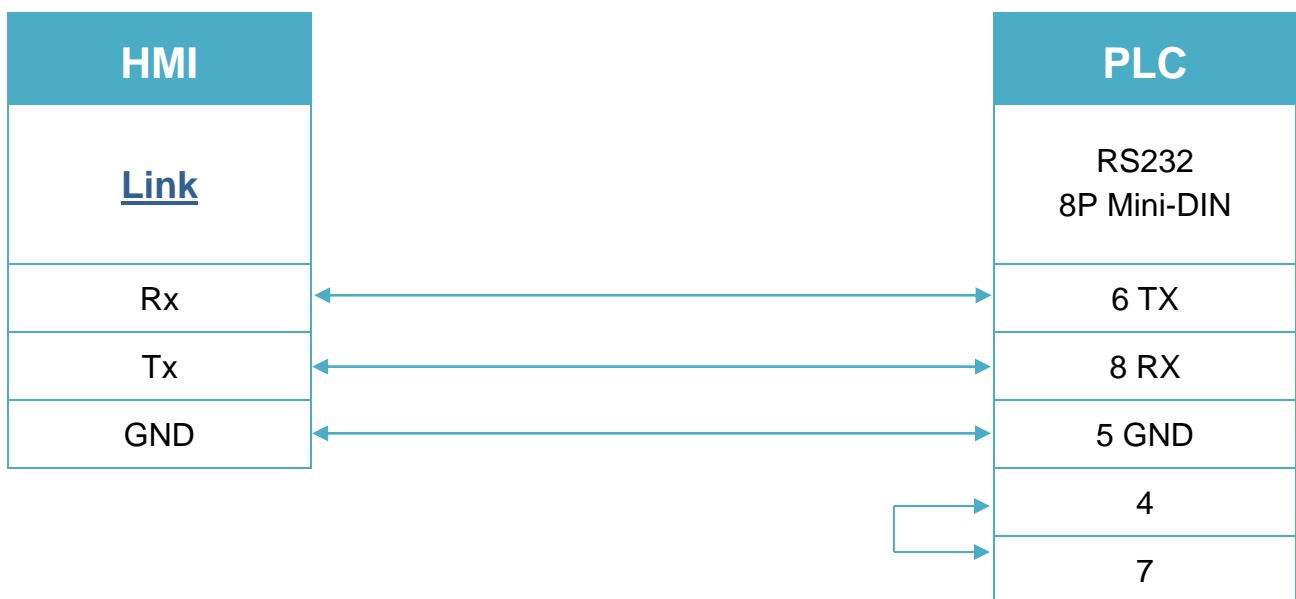 HMI
PLC
Link
RS232
8P Mini-DIN
Rx
6 TX
Tx
8 RX
GND
5 GND
4
7